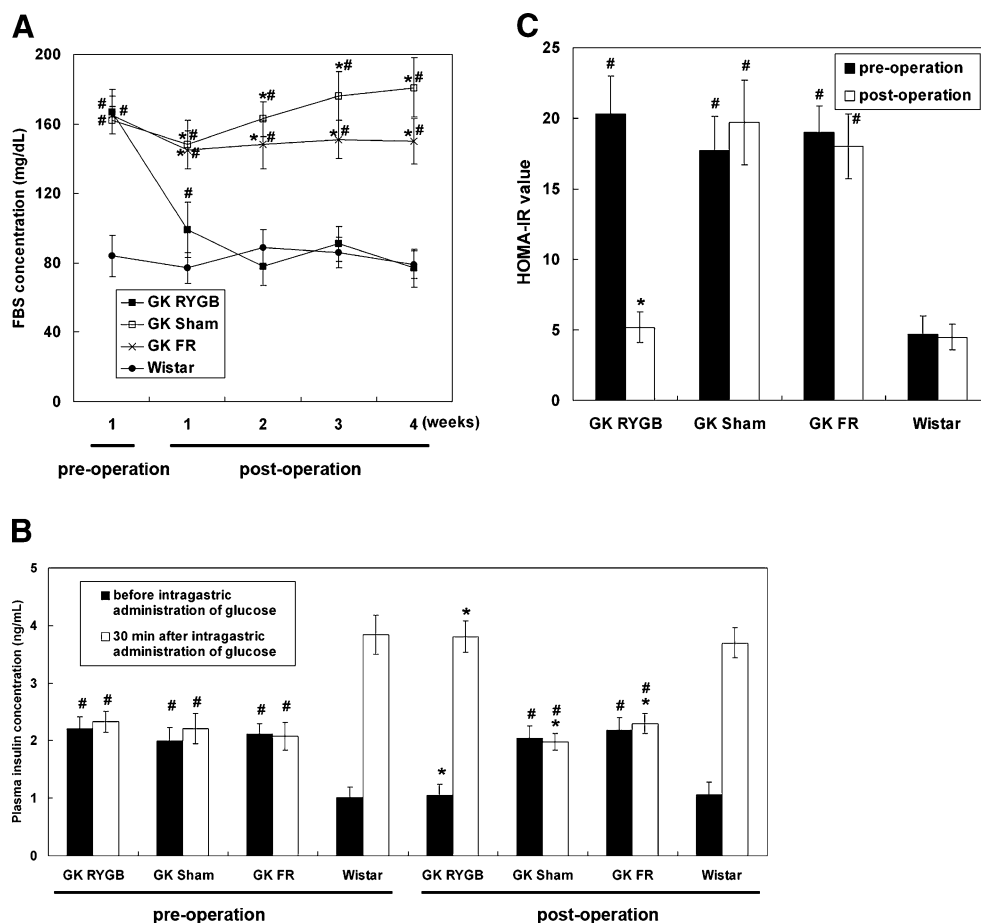 A
200
160
120
80
40
0
FBS concentration (mg/dL)
# # #
* # * #
#
* # * #
* # * #
* # * #
GK RYGB
GK Sham
GK FR
Wistar
1 1 2 3 4 (weeks)
pre-operation post-operation
C
25
20
15
10
5
0
HOMA-IR value
pre-operation
post-operation
# * # # #
GK RYGB GK Sham GK FR Wistar
B
5
4
3
2
1
0
Plasma insulin concentration (ng/mL)
before intragastric
administration of glucose
30 min after intragastric
administration of glucose
# # # # # #
* * # # * # # *
GK RYGB GK Sham GK FR Wistar GK RYGB GK Sham GK FR Wistar
pre-operation post-operation